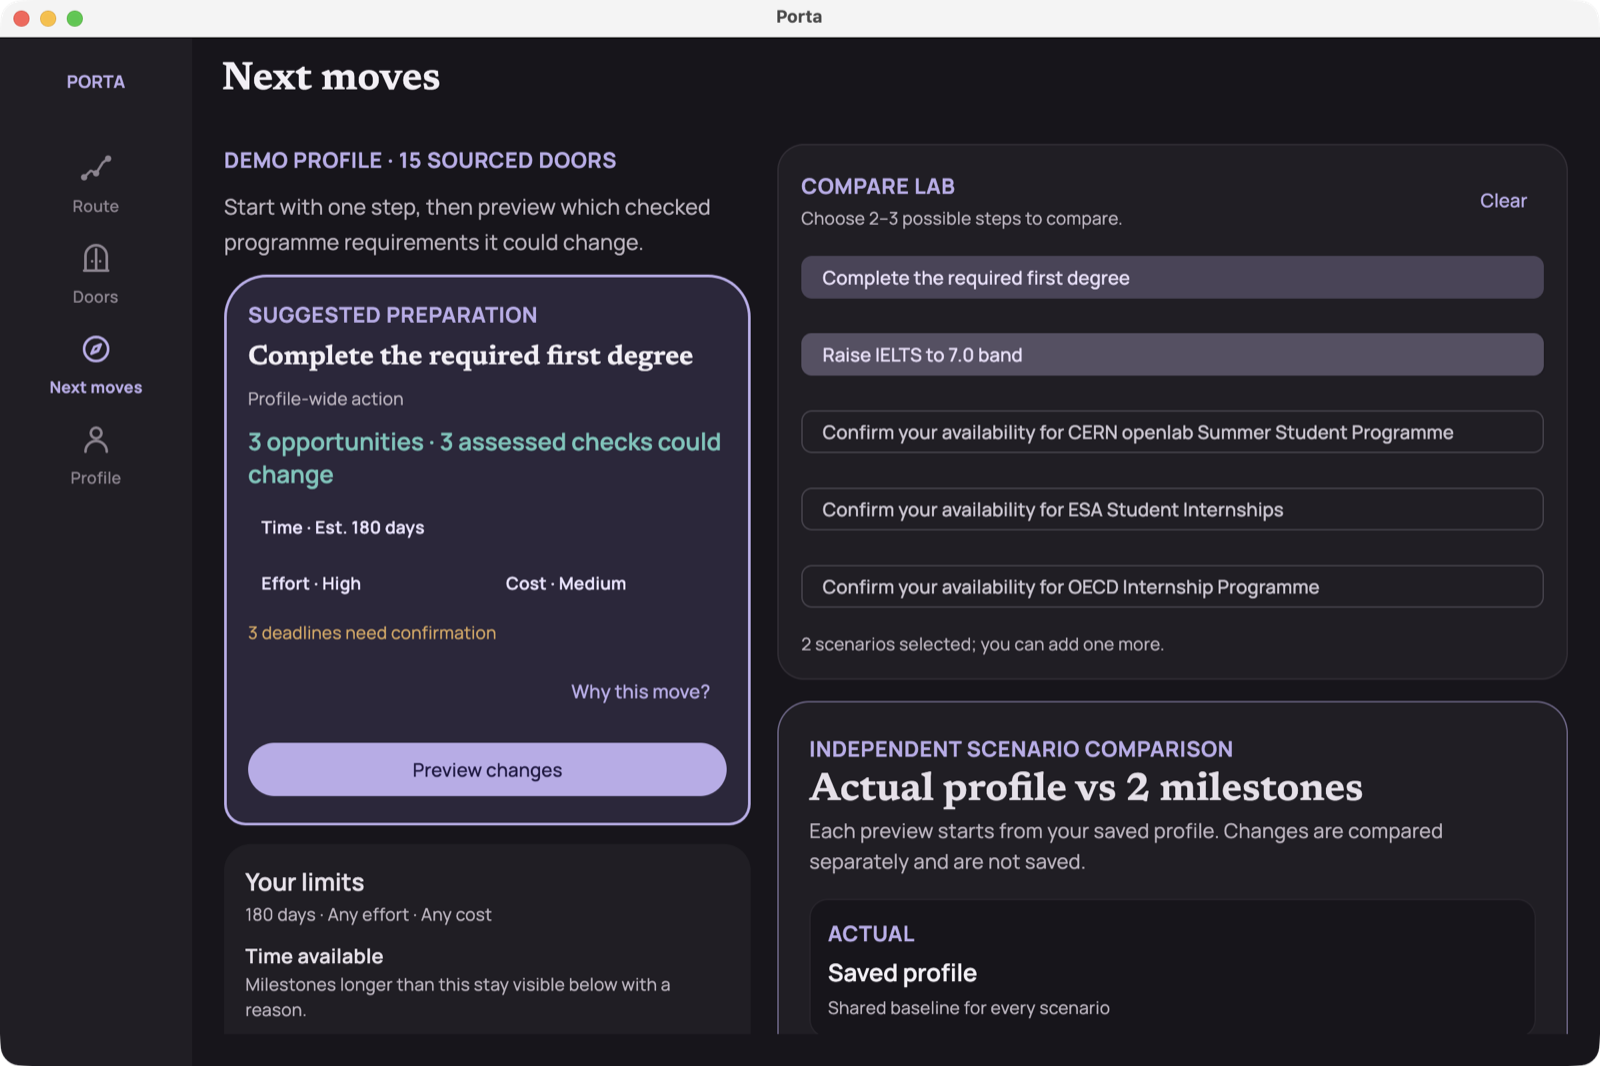 Porta
PORTA
Route
Doors
Next moves
Profile
Next moves
DEMO PROFILE · 15 SOURCED DOORS
Start with one step, then preview which checked
programme requirements it could change.
SUGGESTED PREPARATION
Complete the required first degree
Profile-wide action
3 opportunities · 3 assessed checks could
change
Time · Est. 180 days
Effort · High
Cost · Medium
3 deadlines need confirmation
Why this move?
Preview changes
Your limits
180 days · Any effort · Any cost
Time available
Milestones longer than this stay visible below with a
reason.
COMPARE LAB
Choose 2–3 possible steps to compare.
Clear
Complete the required first degree
Raise IELTS to 7.0 band
Confirm your availability for CERN openlab Summer Student Programme
Confirm your availability for ESA Student Internships
Confirm your availability for OECD Internship Programme
2 scenarios selected; you can add one more.
INDEPENDENT SCENARIO COMPARISON
Actual profile vs 2 milestones
Each preview starts from your saved profile. Changes are compared
separately and are not saved.
ACTUAL
Saved profile
Shared baseline for every scenario